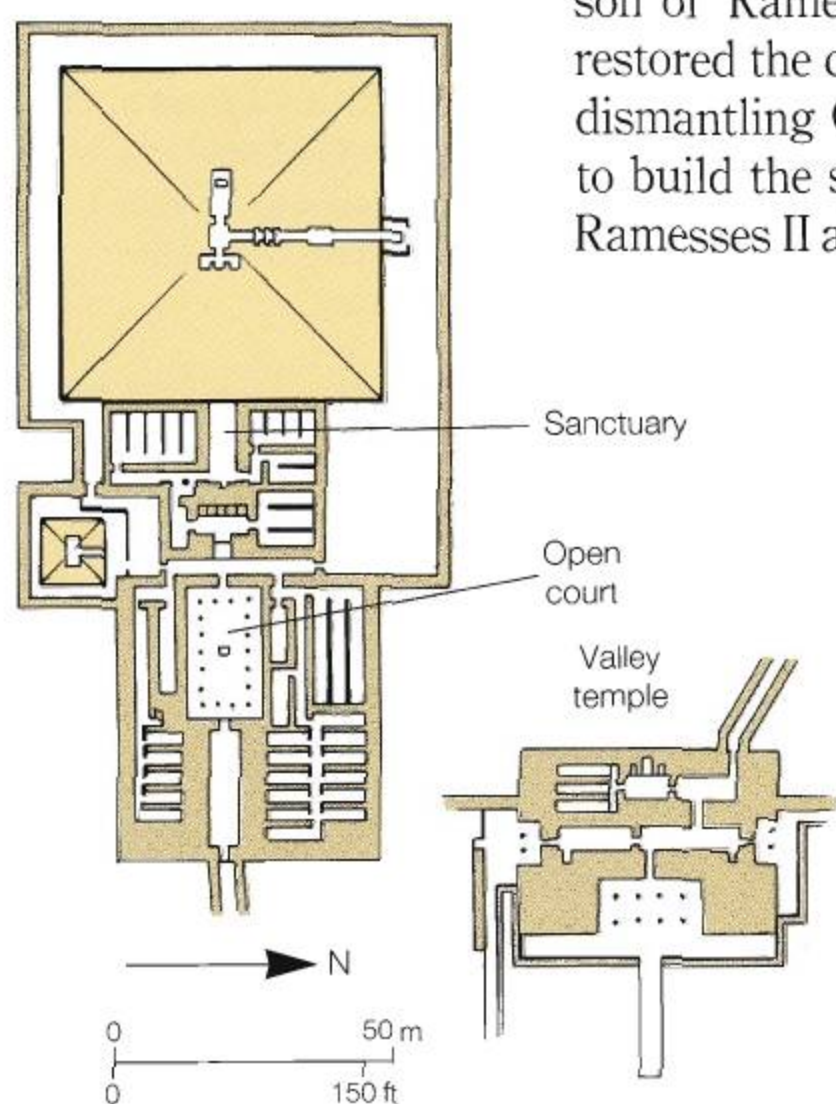 son of Rames
restored the
dismantling
to build the s
Ramesses II a
Sanctuary
Open
court
Valley
temple
N
0
50 m
0
150 ft